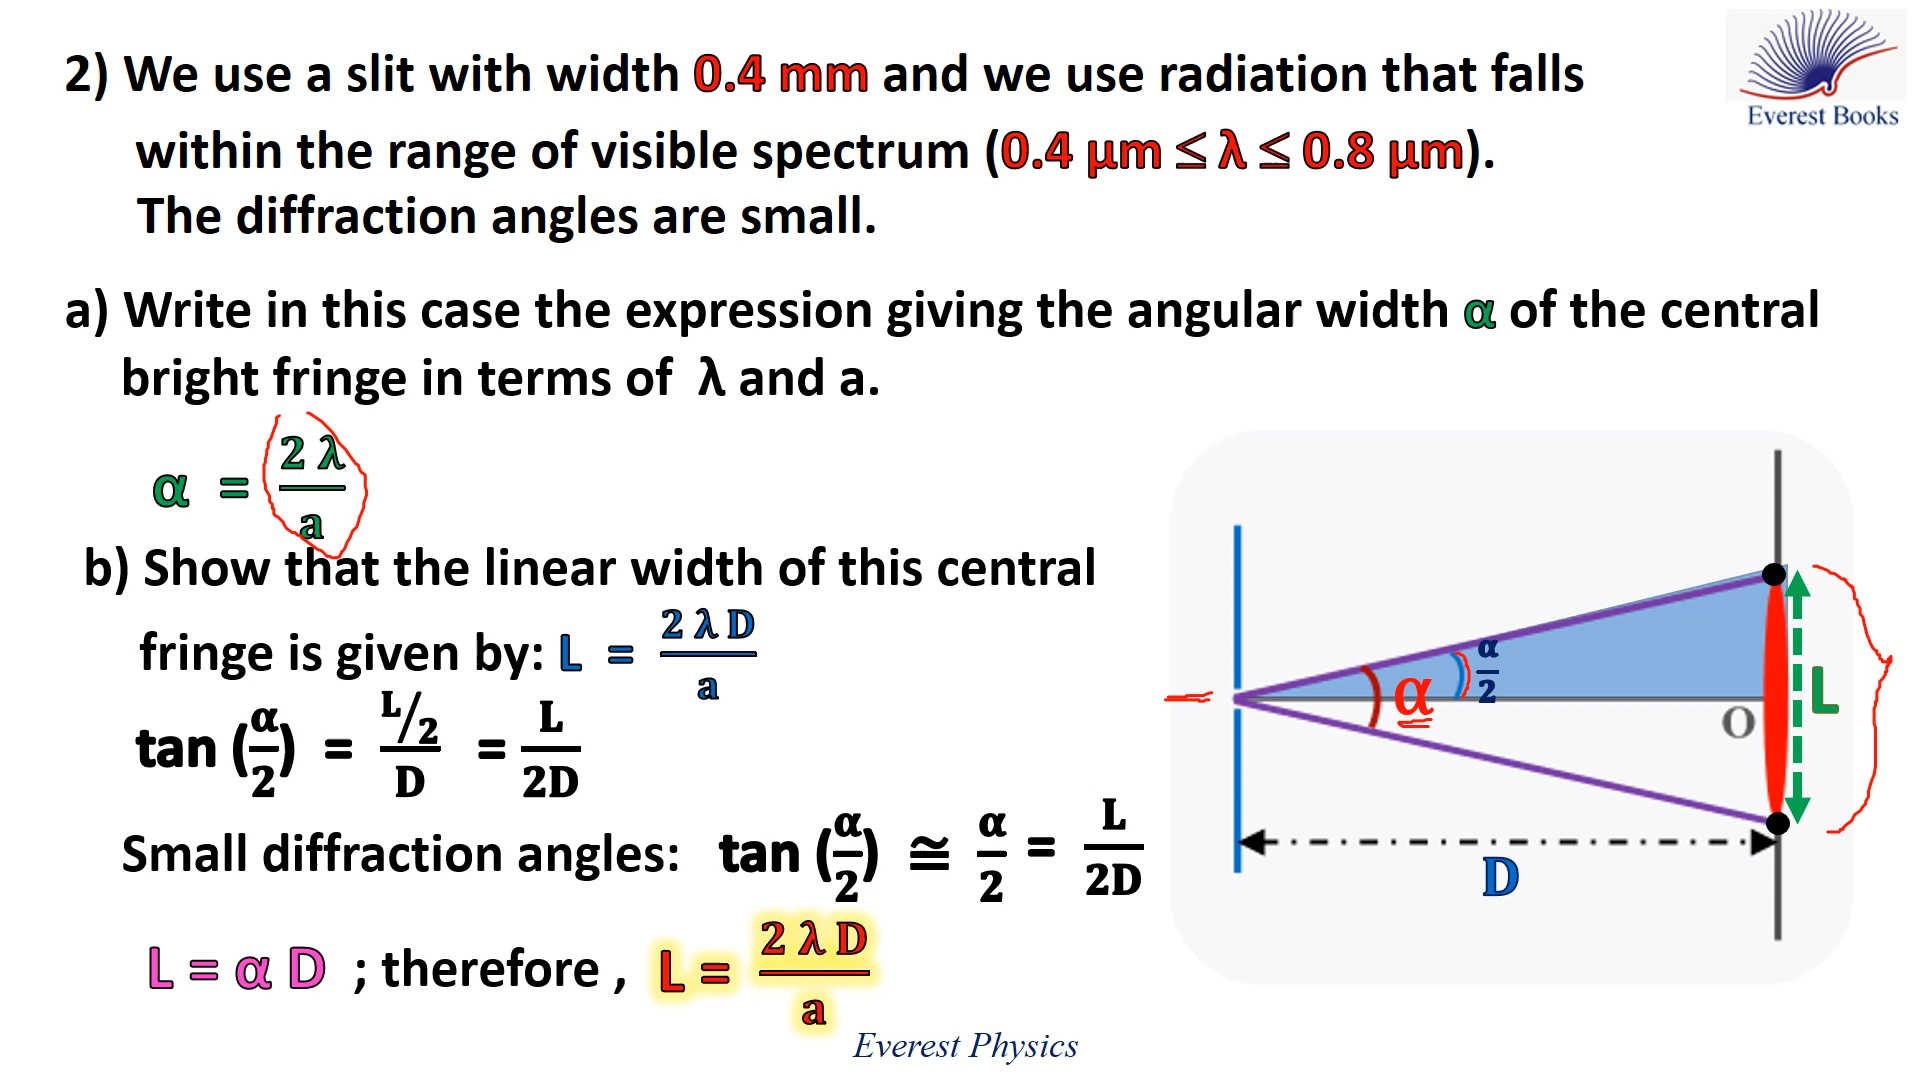 2) We use a slit with width 0.4 mm and we use radiation that falls
within the range of visible spectrum (0.4 μm ≤ λ ≤ 0.8 μm).
The diffraction angles are small.
Everest Books
a) Write in this case the expression giving the angular width α of the central
bright fringe in terms of λ and a.
α = 2 λ / a
b) Show that the linear width of this central
fringe is given by: L = 2 λ D / a
tan (α/2) = L/2 / D = L / 2D
Small diffraction angles: tan (α/2) ≅ α/2 = L / 2D
L = α D ; therefore , L = 2 λ D / a
α
α/2
O
L
D
Everest Physics